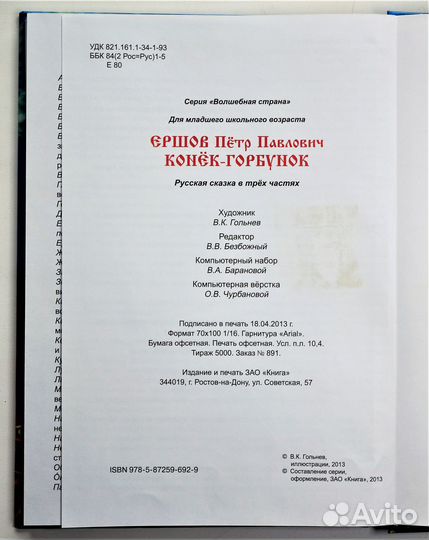 УДК 821.161.1-34-1-93
ББК 84(2 Рос=Рус)1-5
Е 80
Серия «Волшебная страна»
Для младшего школьного возраста
ЕРШОВ Пётр Павлович
КОНЁК-ГОРБУНОК
Русская сказка в трёх частях
Художник
В.К. Гольнев
Редактор
В.В. Безбожный
Компьютерный набор
В.А. Барановой
Компьютерная вёрстка
О.В. Чурбановой
Подписано в печать 18.04.2013 г.
Формат 70х100 1/16. Гарнитура «Arial».
Бумага офсетная. Печать офсетная. Усл. п.л. 10,4.
Тираж 5000. Заказ № 891.
Издание и печать ЗАО «Книга»
344019, г. Ростов-на-Дону, ул. Советская, 57
ISBN 978-5-87259-692-9
© В.К. Гольнев,
иллюстрации, 2013
© Составление серии,
оформление, ЗАО «Книга», 2013
Avito